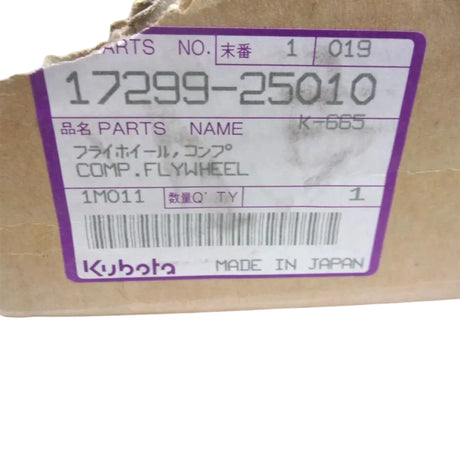 PARTS NO. 末番 1 019
17299-25010
品名 PARTS NAME K-665
フライホイール,コンプ
COMP.FLYWHEEL
1M011 数量Q'TY 1
Kubota MADE IN JAPAN